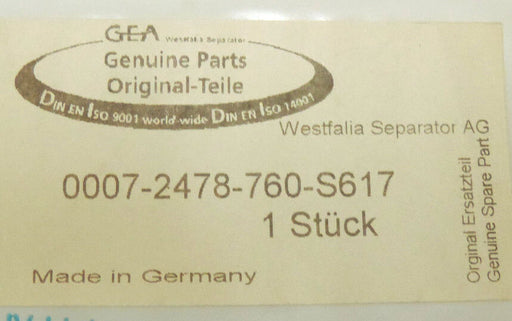 GEA Westfalia Separator
Genuine Parts
Original-Teile
DIN EN ISO 9001 world-wide DIN EN ISO 14001
Westfalia Separator AG
0007-2478-760-S617
1 Stück
Made in Germany
Orginal Ersatzteil
Genuine Spare Part